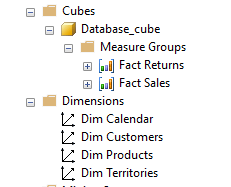 Cubes
Database_cube
Measure Groups
Fact Returns
Fact Sales
Dimensions
Dim Calendar
Dim Customers
Dim Products
Dim Territories